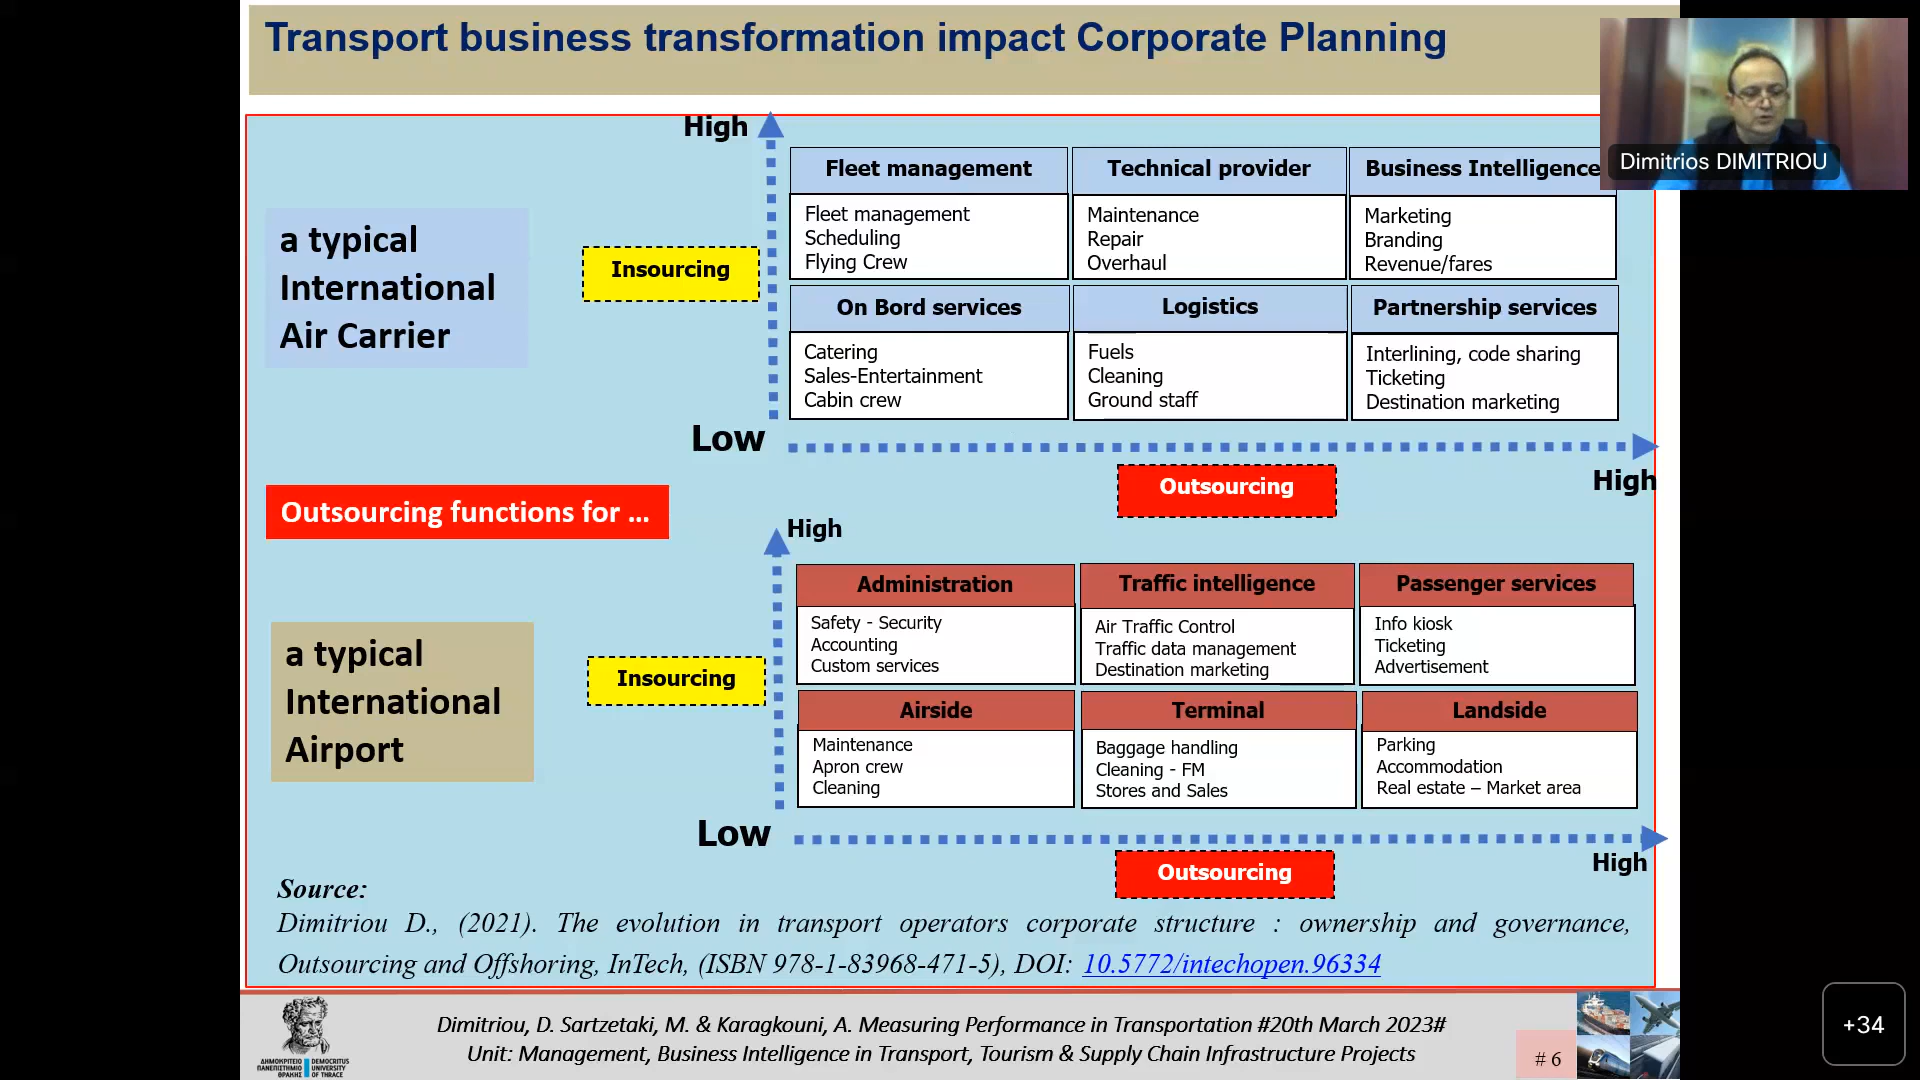 Transport business transformation impact Corporate Planning
Dimitrios DIMITRIOU
High
Fleet management
Technical provider
Business Intelligence
Fleet management
Scheduling
Flying Crew
Maintenance
Repair
Overhaul
Marketing
Branding
Revenue/fares
a typical
International
Air Carrier
Insourcing
On Bord services
Logistics
Partnership services
Catering
Sales-Entertainment
Cabin crew
Fuels
Cleaning
Ground staff
Interlining, code sharing
Ticketing
Destination marketing
Low
High
Outsourcing
Outsourcing functions for ...
High
Administration
Traffic intelligence
Passenger services
Safety - Security
Accounting
Custom services
Air Traffic Control
Traffic data management
Destination marketing
Info kiosk
Ticketing
Advertisement
a typical
International
Airport
Insourcing
Airside
Terminal
Landside
Maintenance
Apron crew
Cleaning
Baggage handling
Cleaning - FM
Stores and Sales
Parking
Accommodation
Real estate – Market area
Low
High
Outsourcing
Source:
Dimitriou D., (2021). The evolution in transport operators corporate structure : ownership and governance,
Outsourcing and Offshoring, InTech, (ISBN 978-1-83968-471-5), DOI: 10.5772/intechopen.96334
ΔΗΜΟΚΡΙΤΕΙΟ DEMOCRITUS
ΠΑΝΕΠΙΣΤΗΜΙΟ UNIVERSITY
ΘΡΑΚΗΣ OF THRACE
Dimitriou, D. Sartzetaki, M. & Karagkouni, A. Measuring Performance in Transportation #20th March 2023#
Unit: Management, Business Intelligence in Transport, Tourism & Supply Chain Infrastructure Projects
# 6
+34